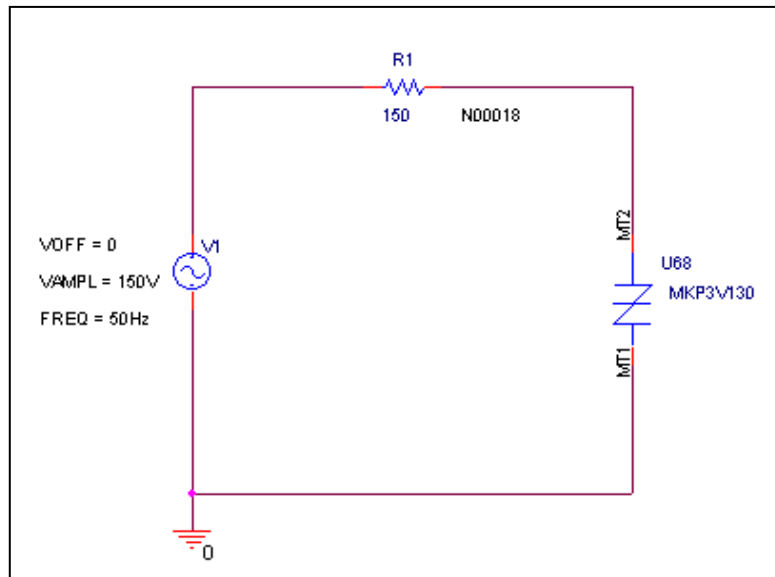 R1
150
N00018
VOFF = 0
VAMPL = 150V
FREQ = 50Hz
V1
MT2
U68
MKP3V130
MT1
0